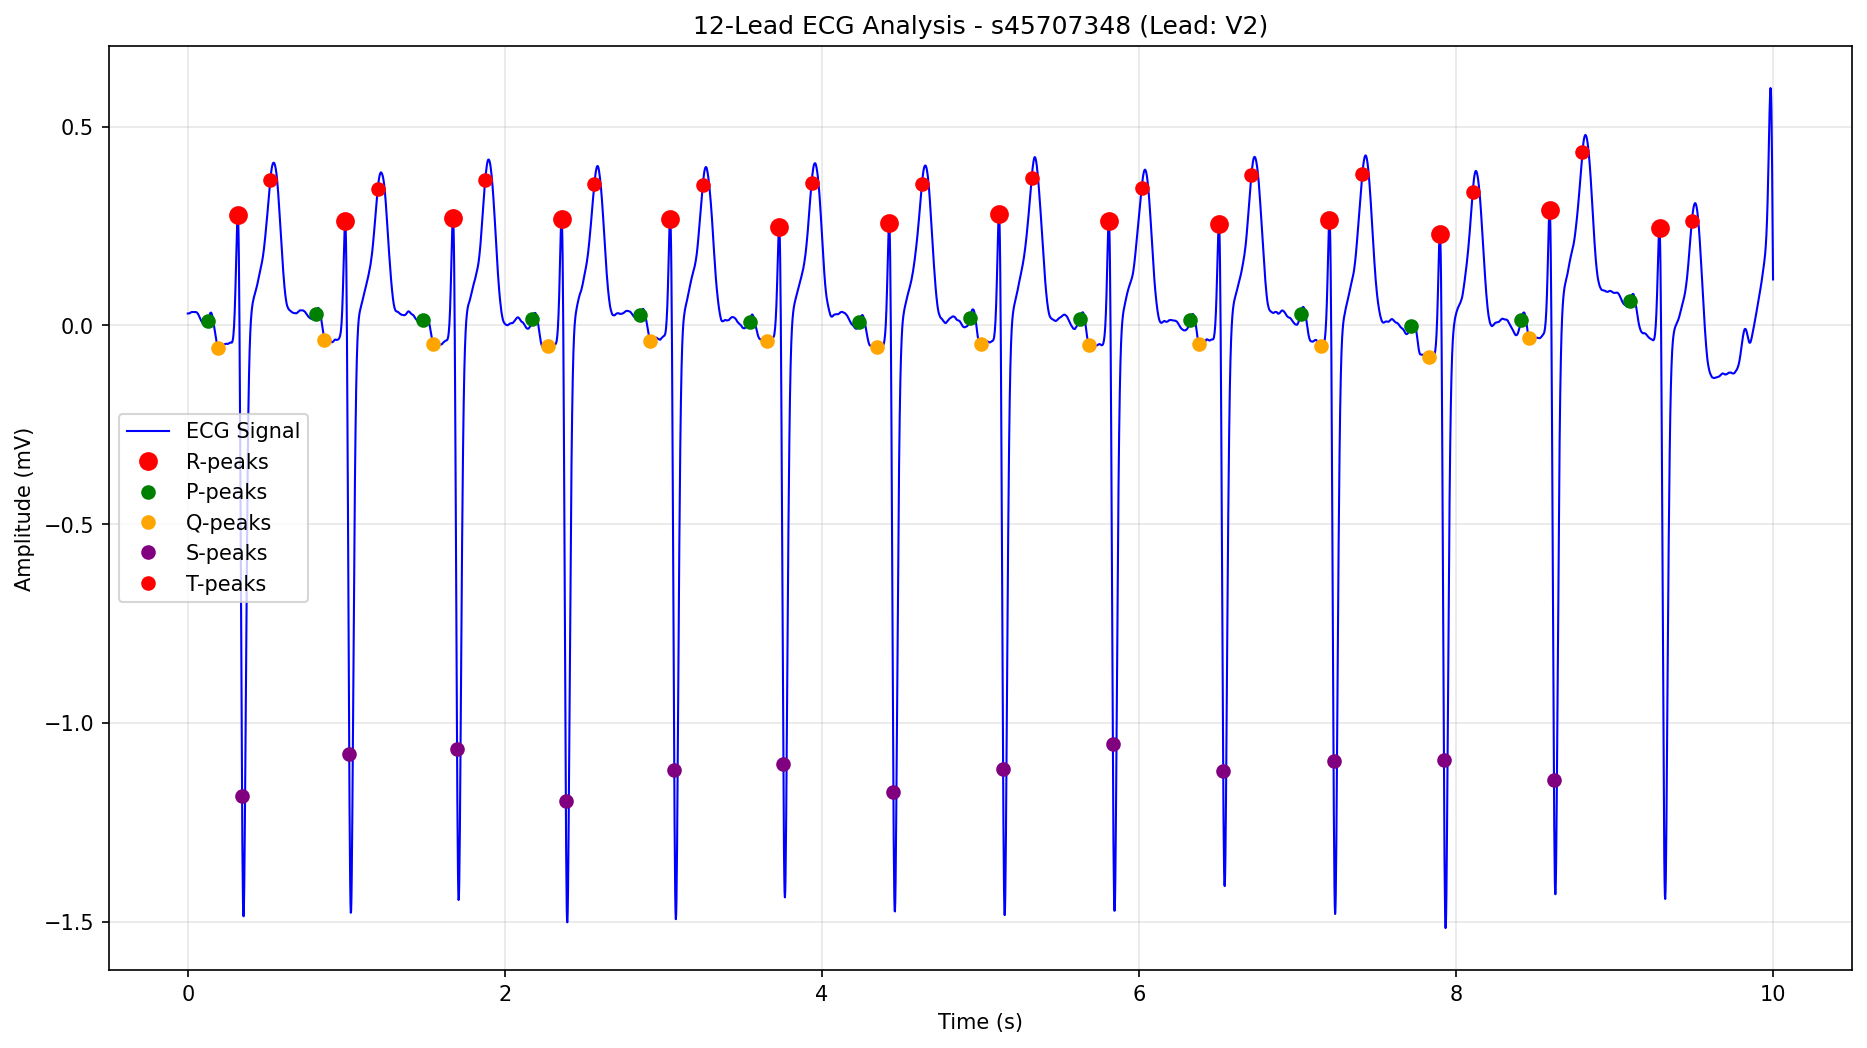 12-Lead ECG Analysis - s45707348 (Lead: V2)
0.5
0.0
−0.5
−1.0
−1.5
Amplitude (mV)
ECG Signal
R-peaks
P-peaks
Q-peaks
S-peaks
T-peaks
0 2 4 6 8 10
Time (s)